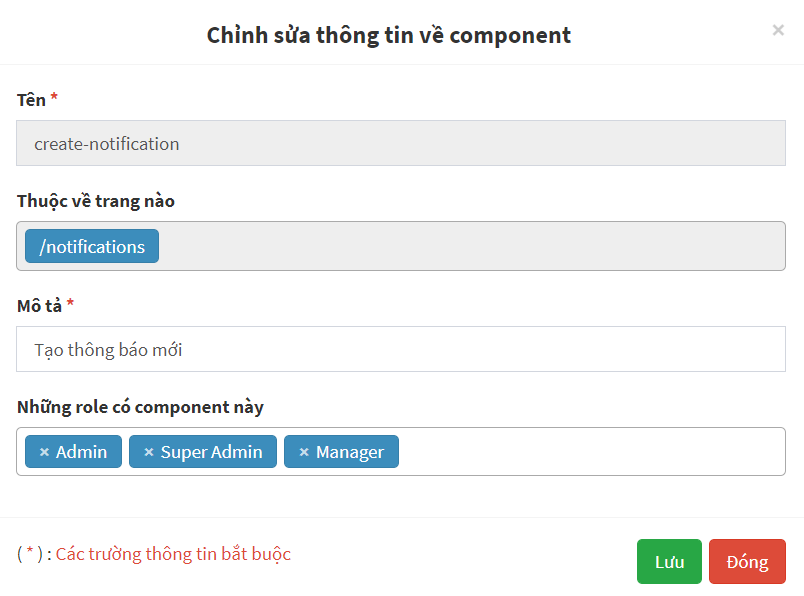 Chỉnh sửa thông tin về component
×
Tên *
create-notification
Thuộc về trang nào
/notifications
Mô tả *
Tạo thông báo mới
Những role có component này
× Admin × Super Admin × Manager
( * ) : Các trường thông tin bắt buộc
Lưu Đóng